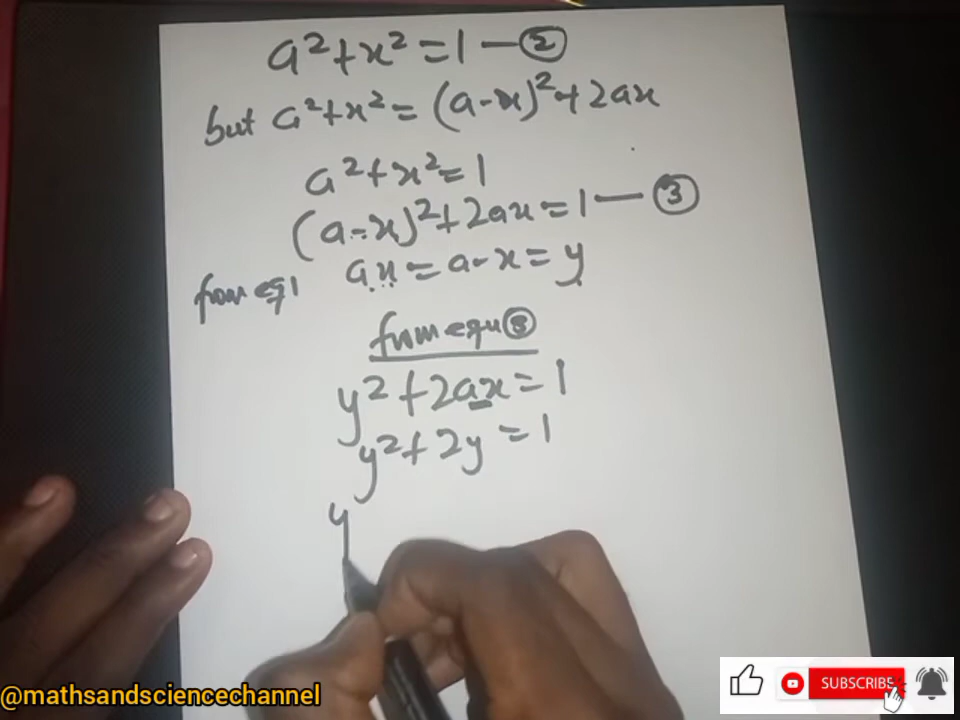 a²+x²=1 — ②
but a²+x² = (a-x)²+2ax
a²+x²=1
(a-x)²+2ax=1 — ③
from eq1 ax = a-x = y
from equ ③
y²+2ax=1
y²+2y=1
y
@mathsandsciencechannel
SUBSCRIBE